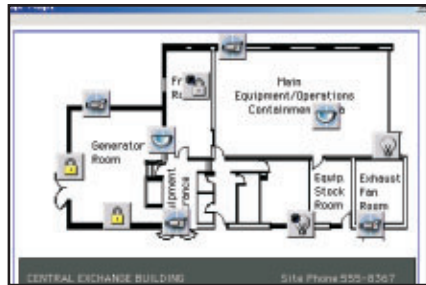 Main
Equipment/Operations
Generator
Room
Equip.
Stock
Room
Exhaust
Fan
Room
CENTRAL EXCHANGE BUILDING
Site Phone 555-8367